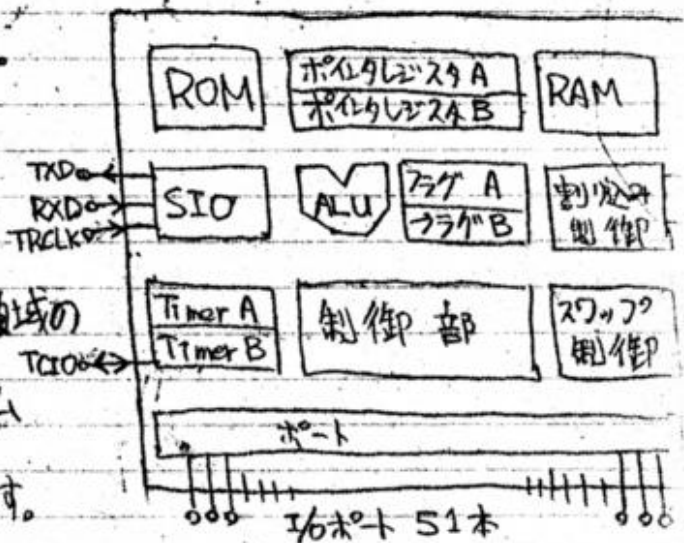 ROM
ポインタレジスタA
ポインタレジスタB
RAM
TXD
RXD
TRCLK
SIO
ALU
フラグ A
フラグ B
割り込み
制御
Timer A
Timer B
TCIO
制御部
スワップ
制御
ポート
I/Oポート 51本
域の
す。